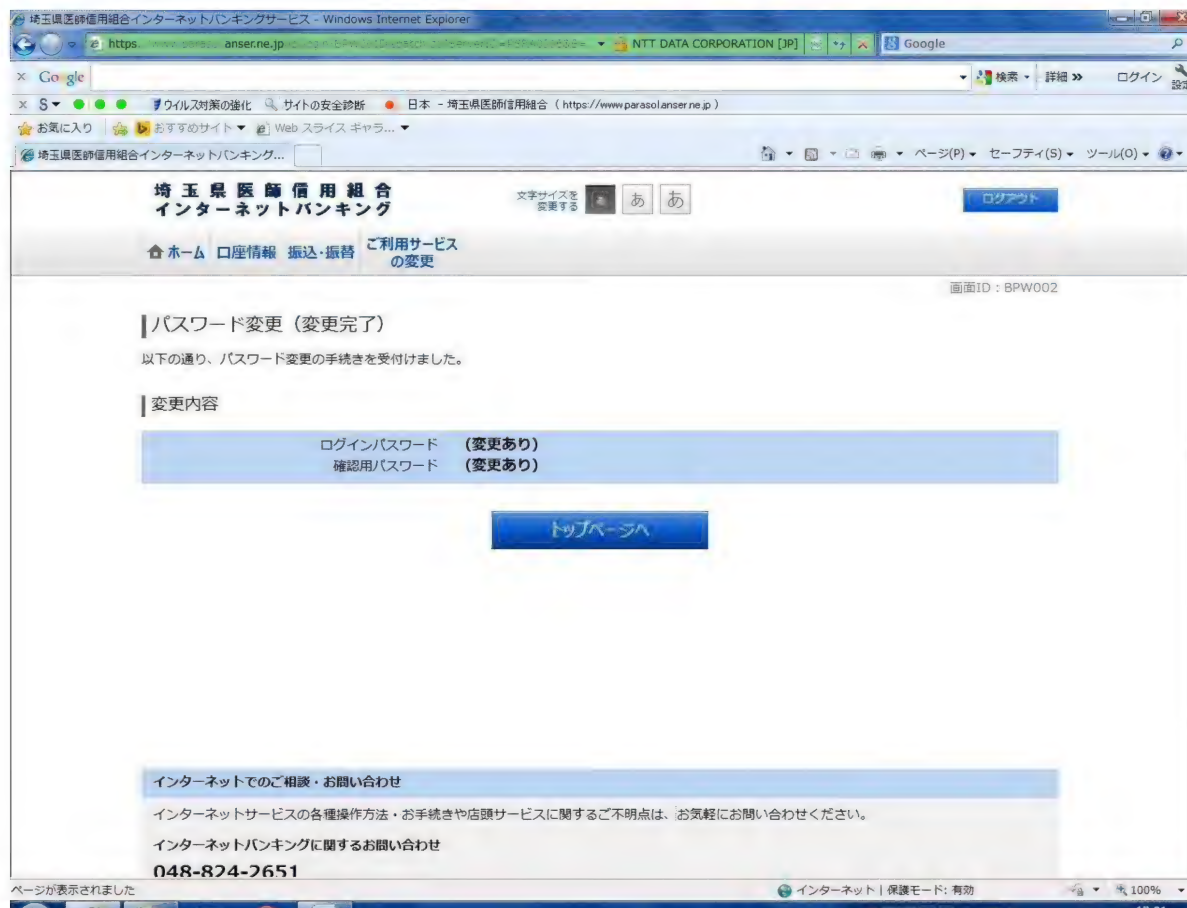 埼玉県医師信用組合インターネットバンキングサービス - Windows Internet Explorer
https
anser.ne.jp
NTT DATA CORPORATION [JP]
Google
Google
検索
詳細 »
ログイン
設定
ウイルス対策の強化
サイトの安全診断
日本 - 埼玉県医師信用組合 ( https://www.parasol.anser.ne.jp )
お気に入り
おすすめサイト
Web スライス ギャラ...
埼玉県医師信用組合インターネットバンキング...
ページ(P)
セーフティ(S)
ツール(O)
埼玉県医師信用組合
インターネットバンキング
文字サイズを
変更する
あ
あ
ログアウト
ホーム
口座情報
振込・振替
ご利用サービス
の変更
画面ID：BPW002
パスワード変更（変更完了）
以下の通り、パスワード変更の手続きを受付けました。
変更内容
ログインパスワード (変更あり)
確認用パスワード (変更あり)
トップページへ
インターネットでのご相談・お問い合わせ
インターネットサービスの各種操作方法・お手続きや店頭サービスに関するご不明点は、お気軽にお問い合わせください。
インターネットバンキングに関するお問い合わせ
048-824-2651
ページが表示されました
インターネット | 保護モード: 有効
100%